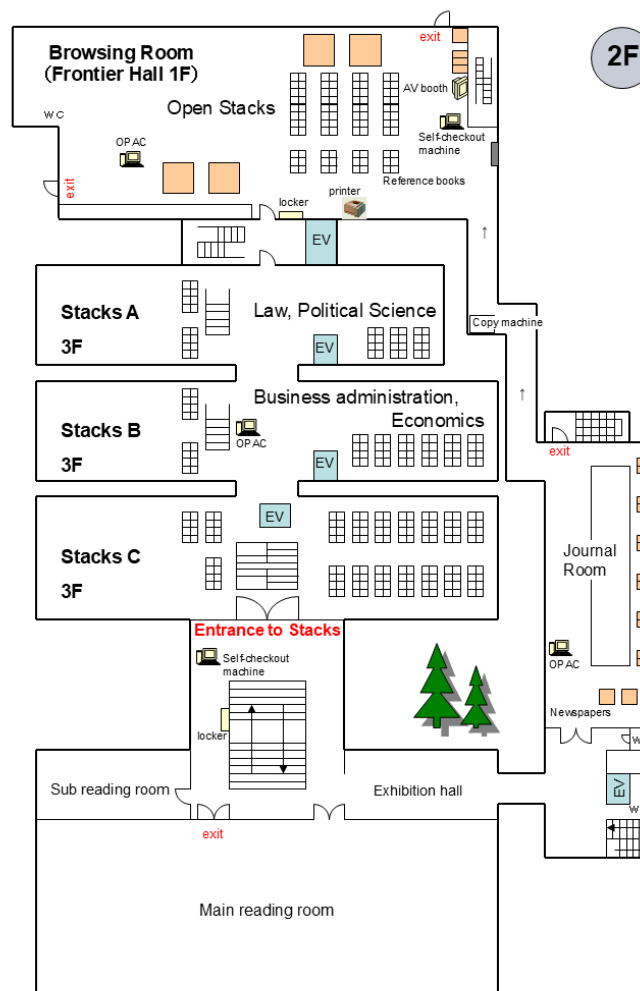 2F
exit
Browsing Room
(Frontier Hall 1F)
AV booth
Open Stacks
WC
Self-checkout
machine
OPAC
Reference books
exit
printer
locker
EV
Stacks A
3F
Law, Political Science
EV
Copy machine
Stacks B
3F
Business administration,
Economics
OPAC
EV
exit
Stacks C
3F
EV
Journal
Room
Entrance to Stacks
Self-checkout
machine
OPAC
locker
Newspapers
W
Sub reading room
Exhibition hall
EV
W
exit
Main reading room